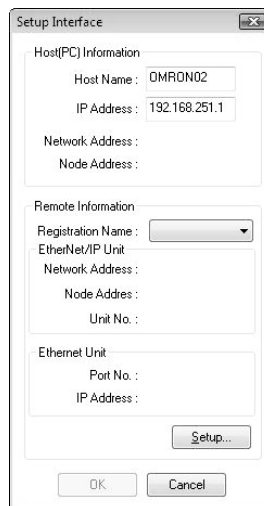 Setup Interface
Host(PC) Information
Host Name : OMRON02
IP Address : 192.168.251.1
Network Address :
Node Address :
Remote Information
Registration Name :
EtherNet/IP Unit
Network Address :
Node Addres :
Unit No. :
Ethernet Unit
Port No. :
IP Address :
Setup...
OK Cancel